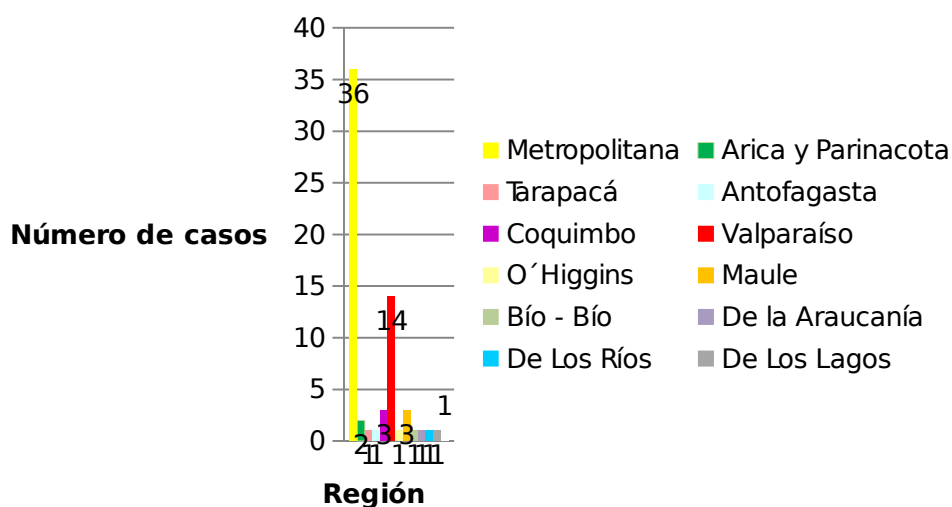 40
35
30
25
20
15
10
5
0
Número de casos
36
2
1
1
3
14
1
3
1
1
1
1
1
Región
Metropolitana
Arica y Parinacota
Tarapacá
Antofagasta
Coquimbo
Valparaíso
O´Higgins
Maule
Bío - Bío
De la Araucanía
De Los Ríos
De Los Lagos